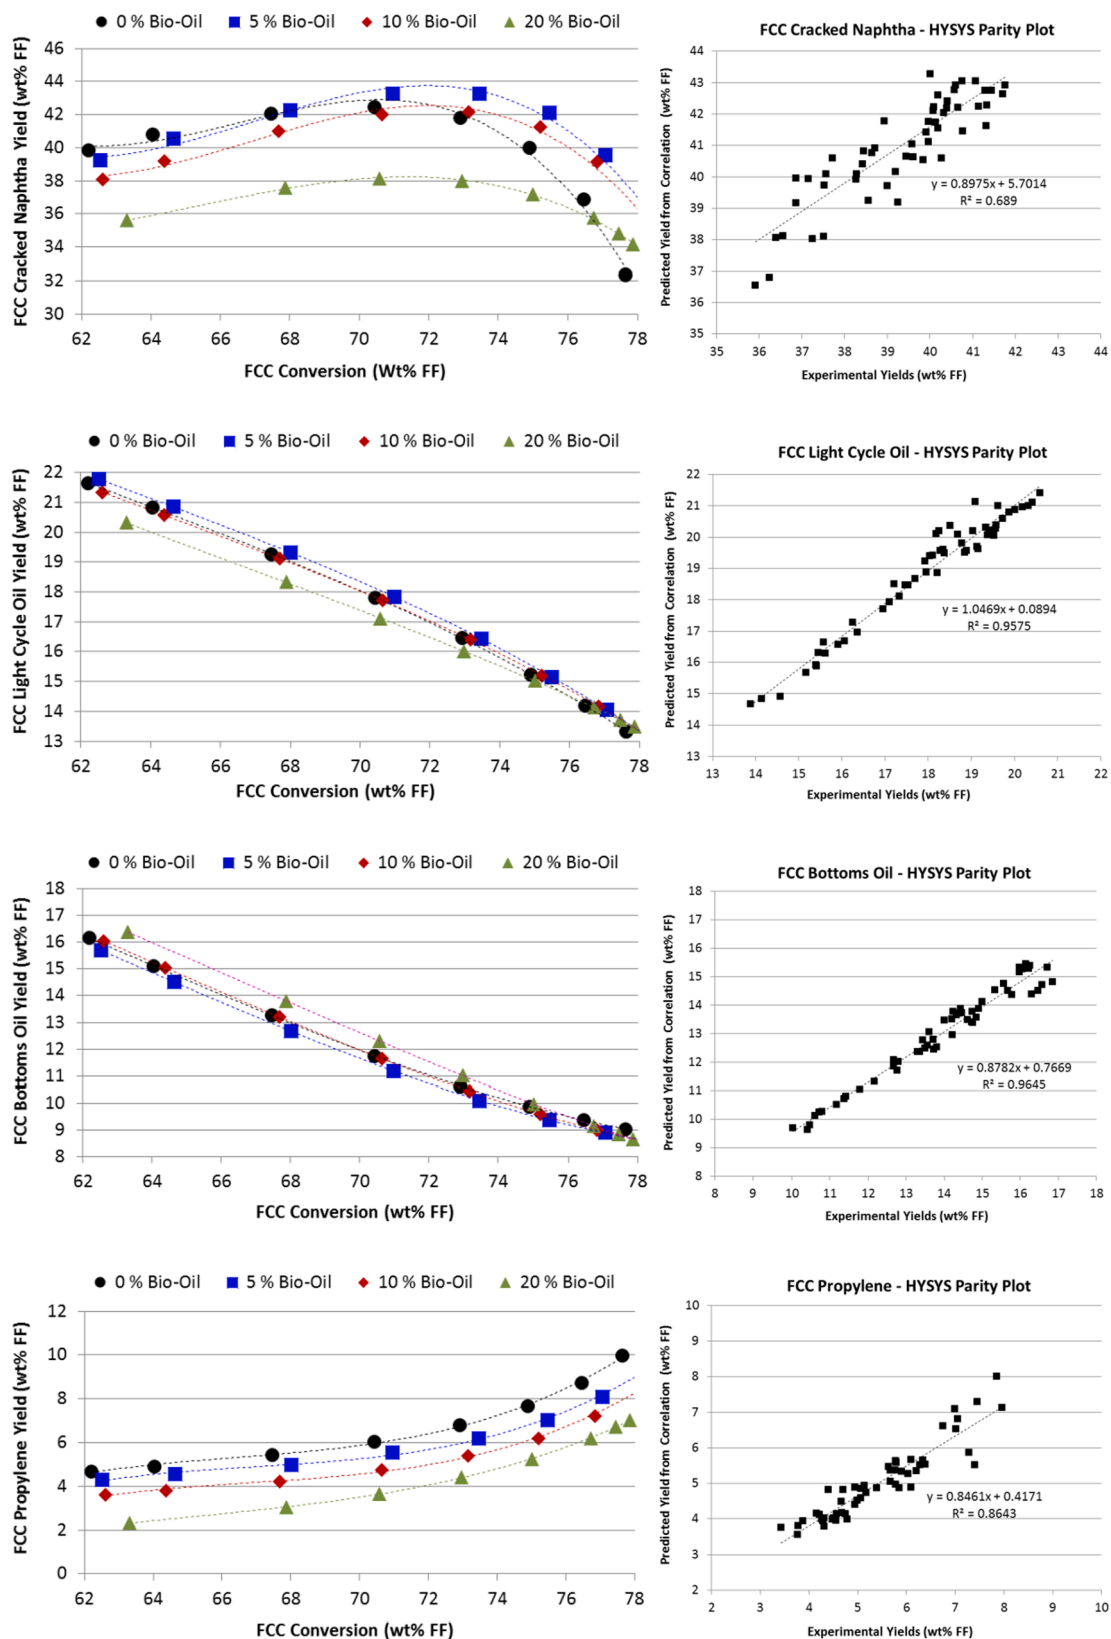 0 % Bio-Oil 5 % Bio-Oil 10 % Bio-Oil 20 % Bio-Oil
FCC Cracked Naphtha Yield (wt% FF)
46
44
42
40
38
36
34
32
30
62 64 66 68 70 72 74 76 78
FCC Conversion (Wt% FF)
FCC Cracked Naphtha - HYSYS Parity Plot
Predicted Yield from Correlation (wt% FF)
43
42
41
40
39
38
37
36
35
y = 0.8975x + 5.7014
R² = 0.689
35 36 37 38 39 40 41 42 43 44
Experimental Yields (wt% FF)
0 % Bio-Oil 5 % Bio-Oil 10 % Bio-Oil 20 % Bio-Oil
FCC Light Cycle Oil Yield (wt% FF)
22
21
20
19
18
17
16
15
14
13
62 64 66 68 70 72 74 76 78
FCC Conversion (wt% FF)
FCC Light Cycle Oil - HYSYS Parity Plot
Predicted Yield from Correlation (wt% FF)
22
21
20
19
18
17
16
15
14
13
y = 1.0469x + 0.0894
R² = 0.9575
13 14 15 16 17 18 19 20 21 22
Experimental Yields (wt% FF)
0 % Bio-Oil 5 % Bio-Oil 10 % Bio-Oil 20 % Bio-Oil
FCC Bottoms Oil Yield (wt% FF)
18
17
16
15
14
13
12
11
10
9
8
62 64 66 68 70 72 74 76 78
FCC Conversion (wt% FF)
FCC Bottoms Oil - HYSYS Parity Plot
Predicted Yield from Correlation (wt% FF)
18
17
16
15
14
13
12
11
10
9
8
y = 0.8782x + 0.7669
R² = 0.9645
8 9 10 11 12 13 14 15 16 17 18
Experimental Yields (wt% FF)
0 % Bio-Oil 5 % Bio-Oil 10 % Bio-Oil 20 % Bio-Oil
FCC Propylene Yield (wt% FF)
12
10
8
6
4
2
0
62 64 66 68 70 72 74 76 78
FCC Conversion (wt% FF)
FCC Propylene - HYSYS Parity Plot
Predicted Yield from Correlation (wt% FF)
10
9
8
7
6
5
4
3
2
y = 0.8461x + 0.4171
R² = 0.8643
2 3 4 5 6 7 8 9 10
Experimental Yields (wt% FF)